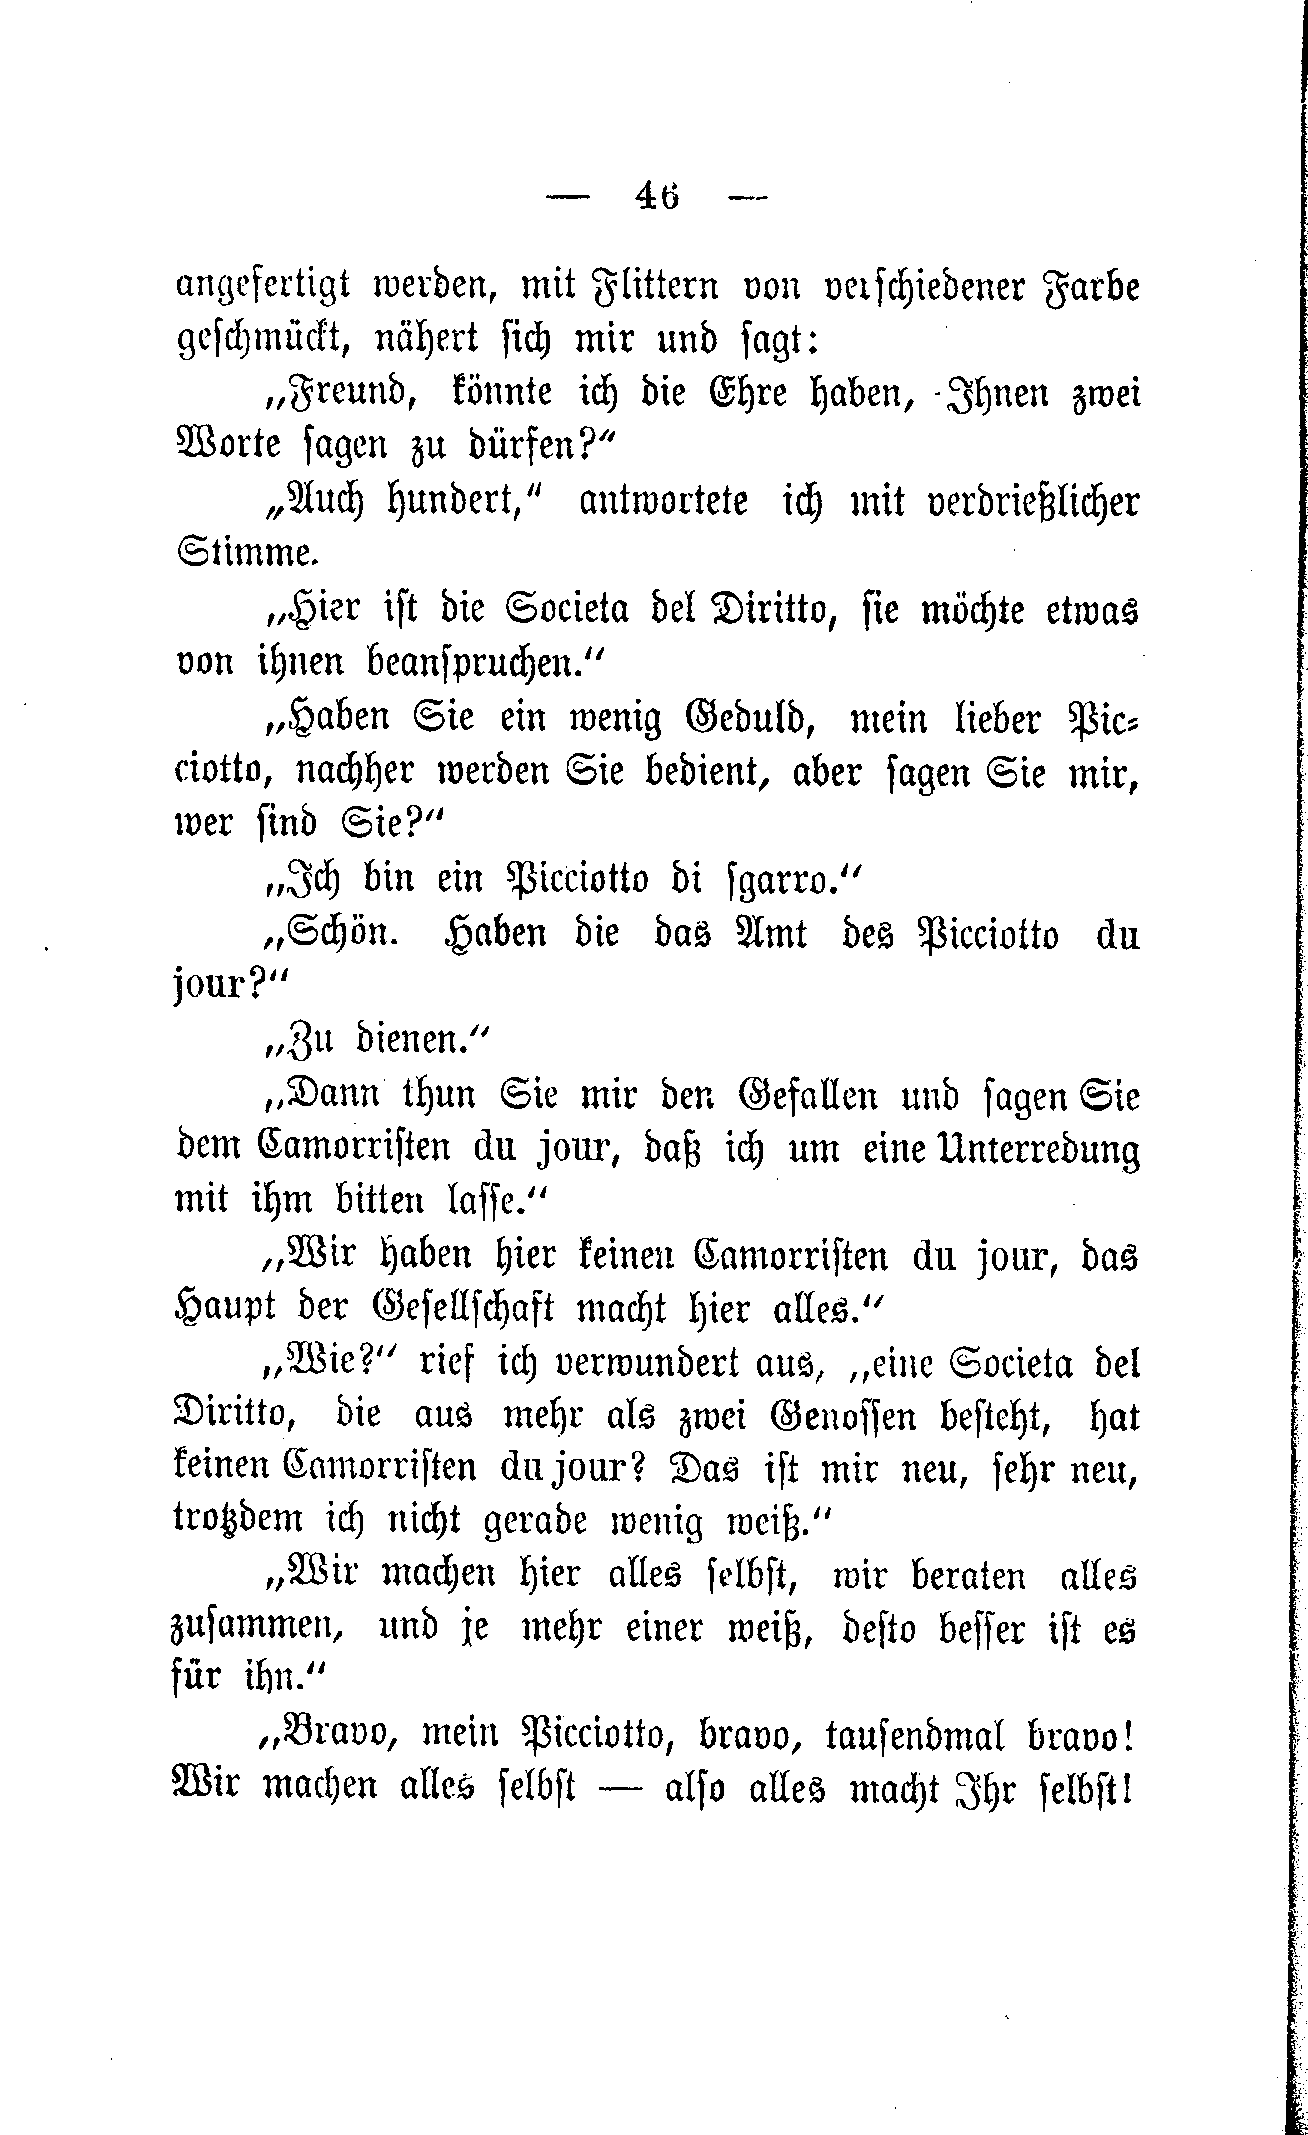 — 46 —
angefertigt werden, mit Flittern von verschiedener Farbe
geschmückt, nähert sich mir und sagt:
„Freund, könnte ich die Ehre haben, Ihnen zwei
Worte sagen zu dürfen?“
„Auch hundert,“ antwortete ich mit verdrießlicher
Stimme.
„Hier ist die Societa del Diritto, sie möchte etwas
von ihnen beanspruchen.“
„Haben Sie ein wenig Geduld, mein lieber Pic-
ciotto, nachher werden Sie bedient, aber sagen Sie mir,
wer sind Sie?“
„Ich bin ein Picciotto di sgarro.“
„Schön. Haben die das Amt des Picciotto du
jour?“
„Zu dienen.“
„Dann thun Sie mir den Gefallen und sagen Sie
dem Camorristen du jour, daß ich um eine Unterredung
mit ihm bitten lasse.“
„Wir haben hier keinen Camorristen du jour, das
Haupt der Gesellschaft macht hier alles.“
„Wie?“ rief ich verwundert aus, „eine Societa del
Diritto, die aus mehr als zwei Genossen besteht, hat
keinen Camorristen du jour? Das ist mir neu, sehr neu,
trotzdem ich nicht gerade wenig weiß.“
„Wir machen hier alles selbst, wir beraten alles
zusammen, und je mehr einer weiß, desto besser ist es
für ihn.“
„Bravo, mein Picciotto, bravo, tausendmal bravo!
Wir machen alles selbst — also alles macht Ihr selbst!